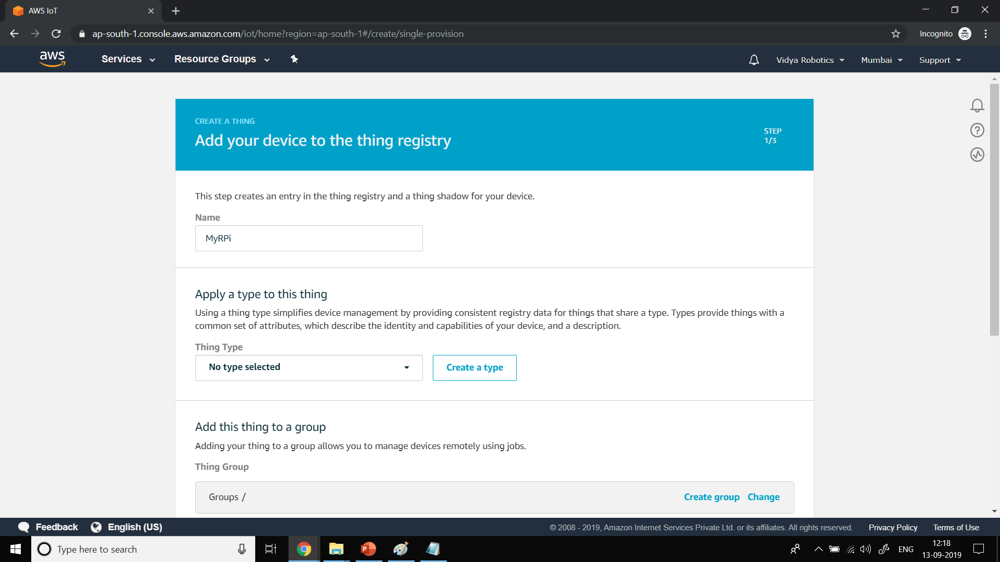 AWS IoT
ap-south-1.console.aws.amazon.com/iot/home?region=ap-south-1#/create/single-provision
Incognito
aws
Services
Resource Groups
Vidya Robotics
Mumbai
Support
CREATE A THING
Add your device to the thing registry
STEP
1/3
This step creates an entry in the thing registry and a thing shadow for your device.
Name
MyRPi
Apply a type to this thing
Using a thing type simplifies device management by providing consistent registry data for things that share a type. Types provide things with a
common set of attributes, which describe the identity and capabilities of your device, and a description.
Thing Type
No type selected
Create a type
Add this thing to a group
Adding your thing to a group allows you to manage devices remotely using jobs.
Thing Group
Groups /
Create group
Change
Feedback
English (US)
© 2008 - 2019, Amazon Internet Services Private Ltd. or its affiliates. All rights reserved.
Privacy Policy
Terms of Use
Type here to search
ENG
12:18
13-09-2019